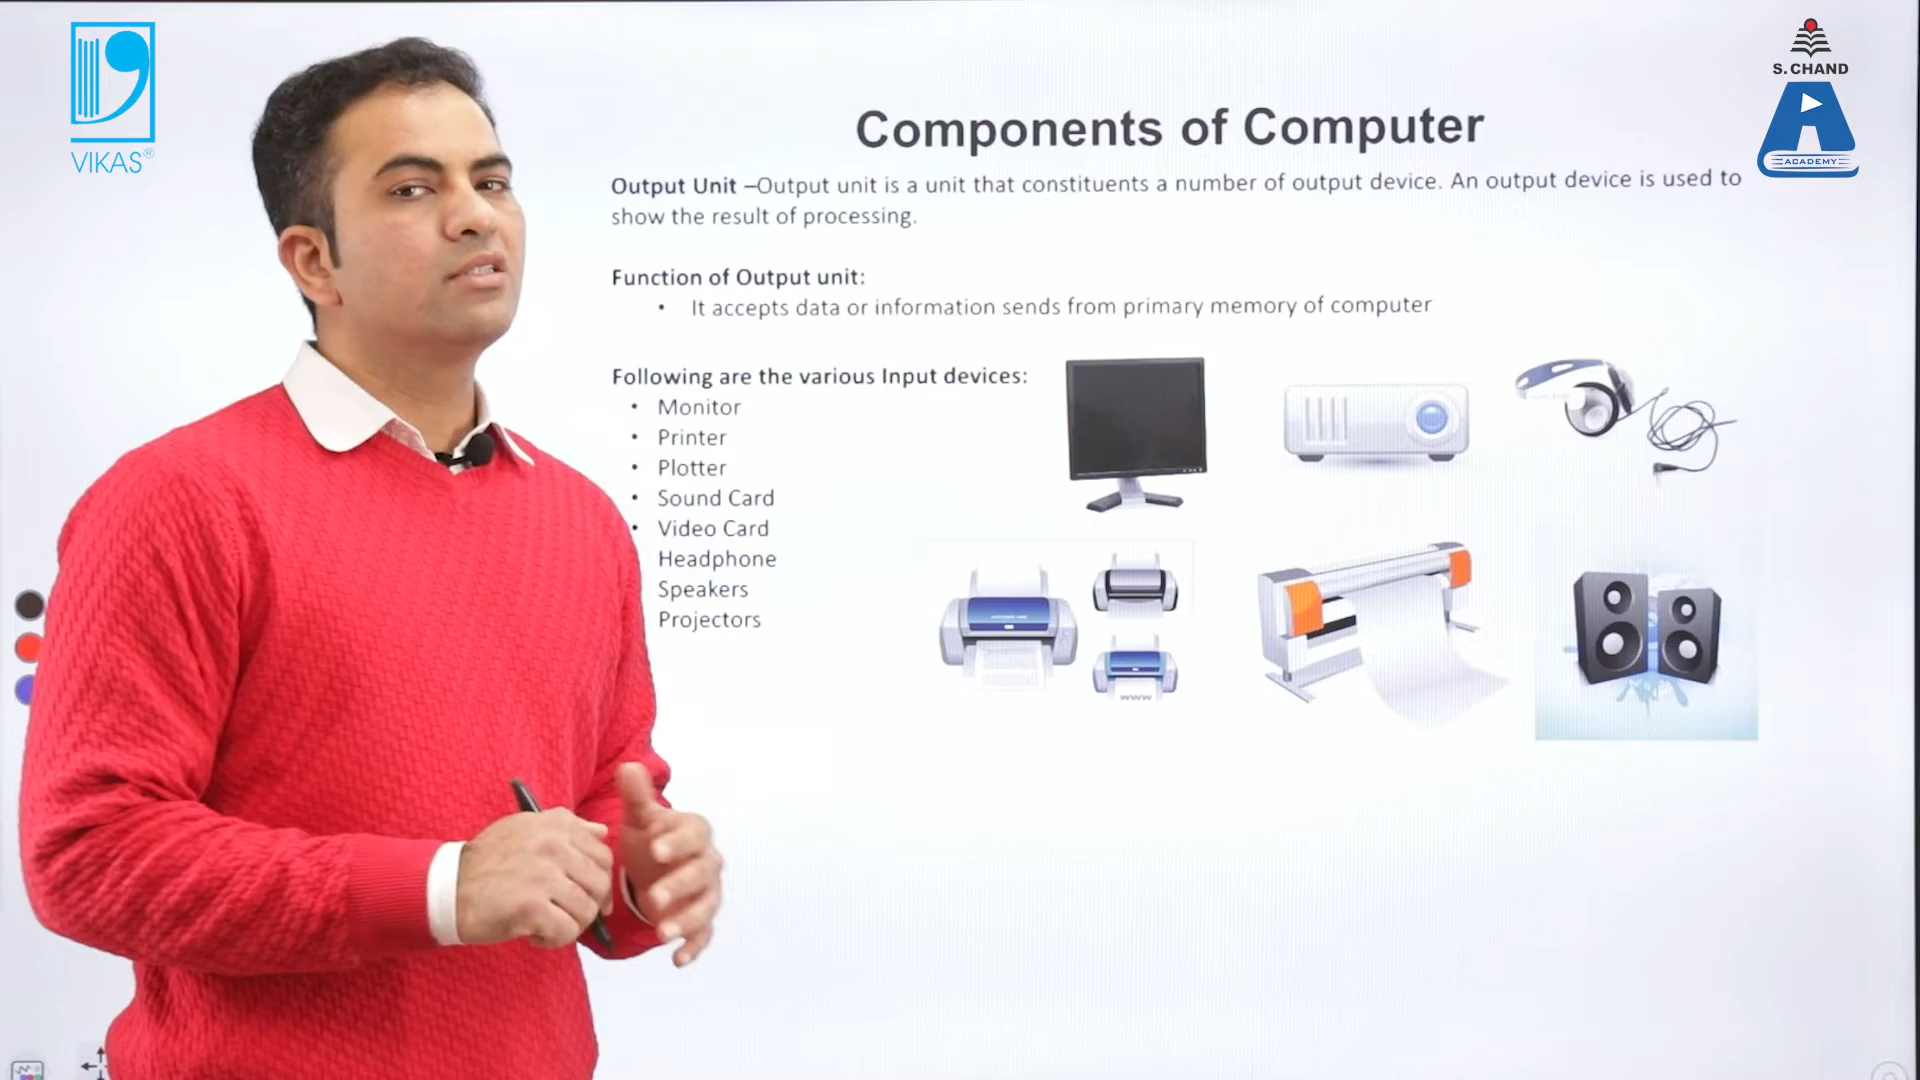 VIKAS®
S. CHAND
ACADEMY
Components of Computer
Output Unit –Output unit is a unit that constituents a number of output device. An output device is used to
show the result of processing.
Function of Output unit:
• It accepts data or information sends from primary memory of computer
Following are the various Input devices:
• Monitor
• Printer
• Plotter
• Sound Card
• Video Card
Headphone
Speakers
Projectors